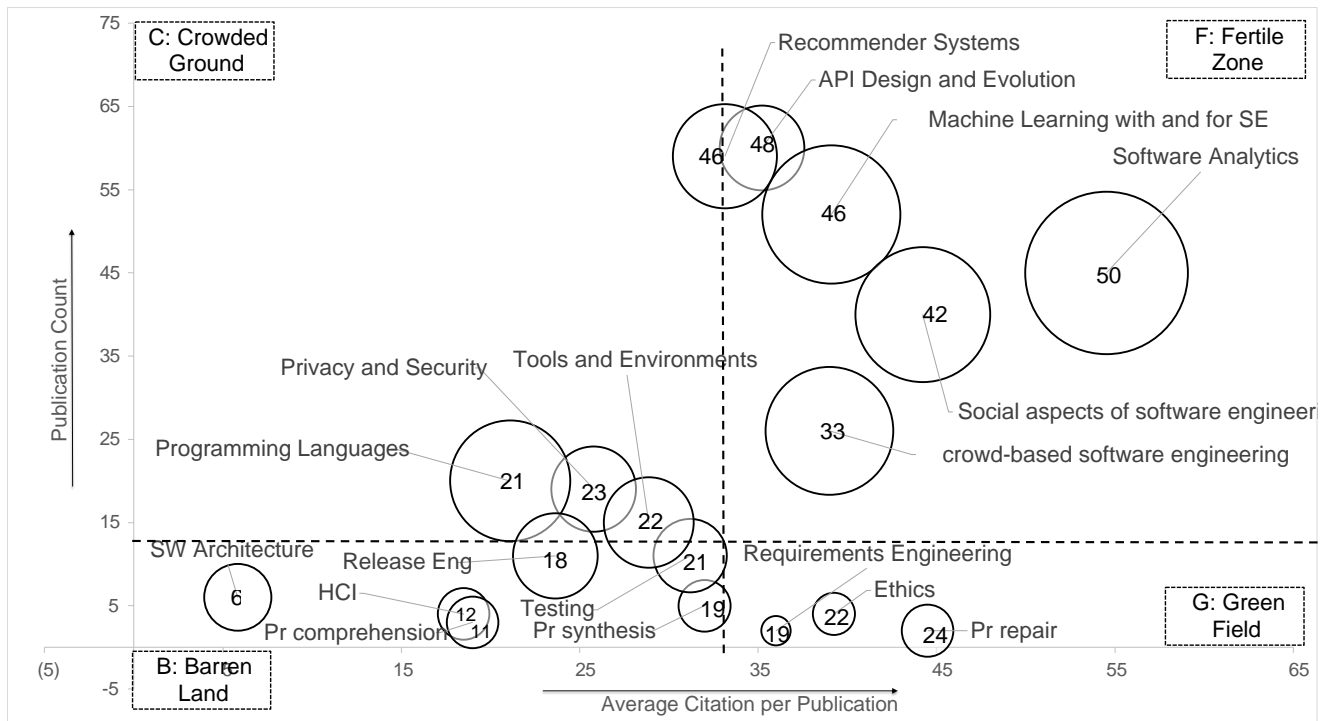 75
C: Crowded
Ground
F: Fertile
Zone
Recommender Systems
API Design and Evolution
65
Machine Learning with and for SE
Software Analytics
46
48
55
46
45
50
42
Publication Count
35
Privacy and Security
Tools and Environments
Social aspects of software engineeri
33
crowd-based software engineering
25
Programming Languages
21
23
22
15
SW Architecture
Release Eng
18
21
Requirements Engineering
HCI
6
12
11
Pr comprehension
Testing
Pr synthesis
19
19
Ethics
22
24
Pr repair
5
G: Green
Field
B: Barren
Land
(5)
15
25
35
45
55
65
-5
Average Citation per Publication